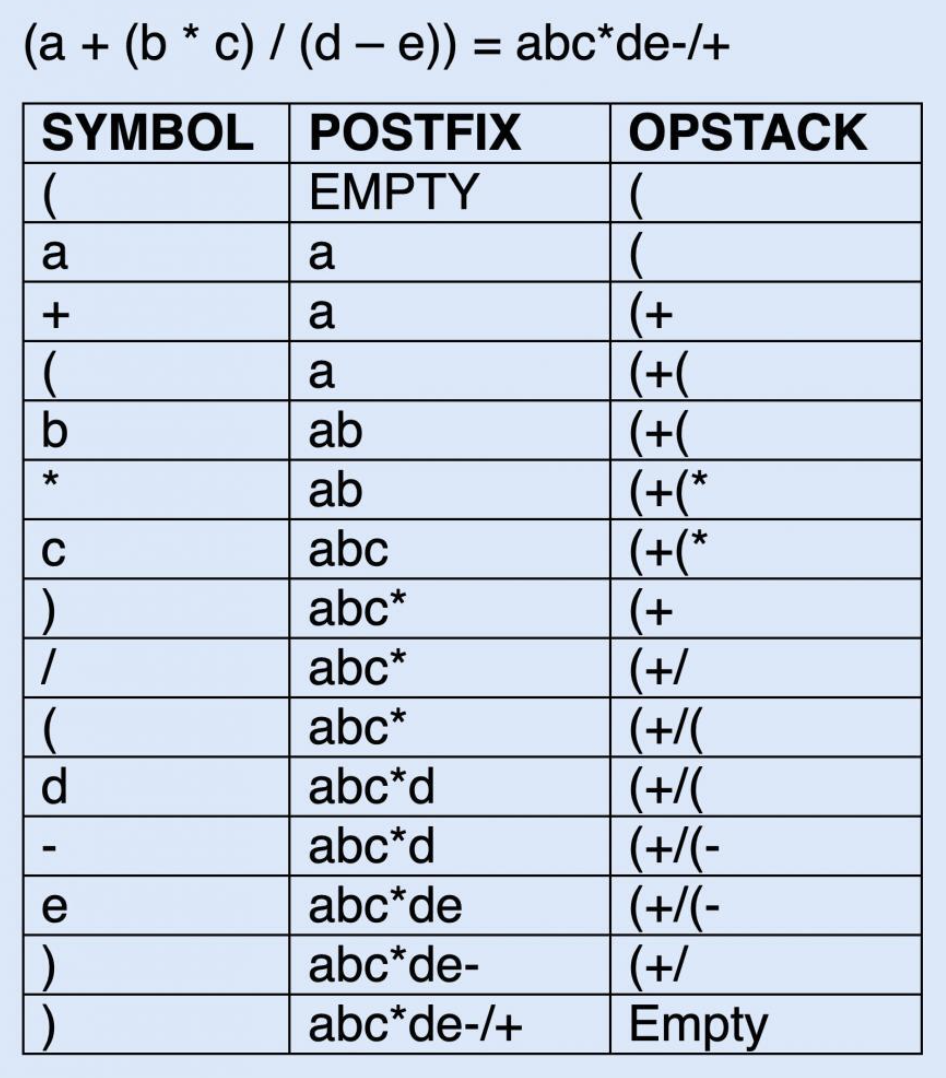 (a + (b * c) / (d – e)) = abc*de-/+
SYMBOL POSTFIX OPSTACK
( EMPTY (
a a (
+ a (+
( a (+(
b ab (+(
* ab (+(*
c abc (+(*
) abc* (+
/ abc* (+/
( abc* (+/(
d abc*d (+/(
- abc*d (+/(-
e abc*de (+/(-
) abc*de- (+/
) abc*de-/+ Empty